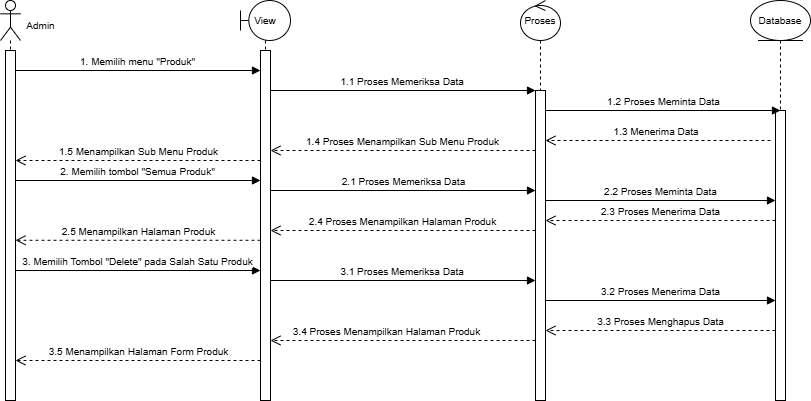 Admin
View
Proses
Database
1. Memilih menu "Produk"
1.1 Proses Memeriksa Data
1.2 Proses Meminta Data
1.3 Menerima Data
1.4 Proses Menampilkan Sub Menu Produk
1.5 Menampilkan Sub Menu Produk
2. Memilih tombol "Semua Produk"
2.1 Proses Memeriksa Data
2.2 Proses Meminta Data
2.3 Proses Menerima Data
2.4 Proses Menampilkan Halaman Produk
2.5 Menampilkan Halaman Produk
3. Memilih Tombol "Delete" pada Salah Satu Produk
3.1 Proses Memeriksa Data
3.2 Proses Menerima Data
3.3 Proses Menghapus Data
3.4 Proses Menampilkan Halaman Produk
3.5 Menampilkan Halaman Form Produk